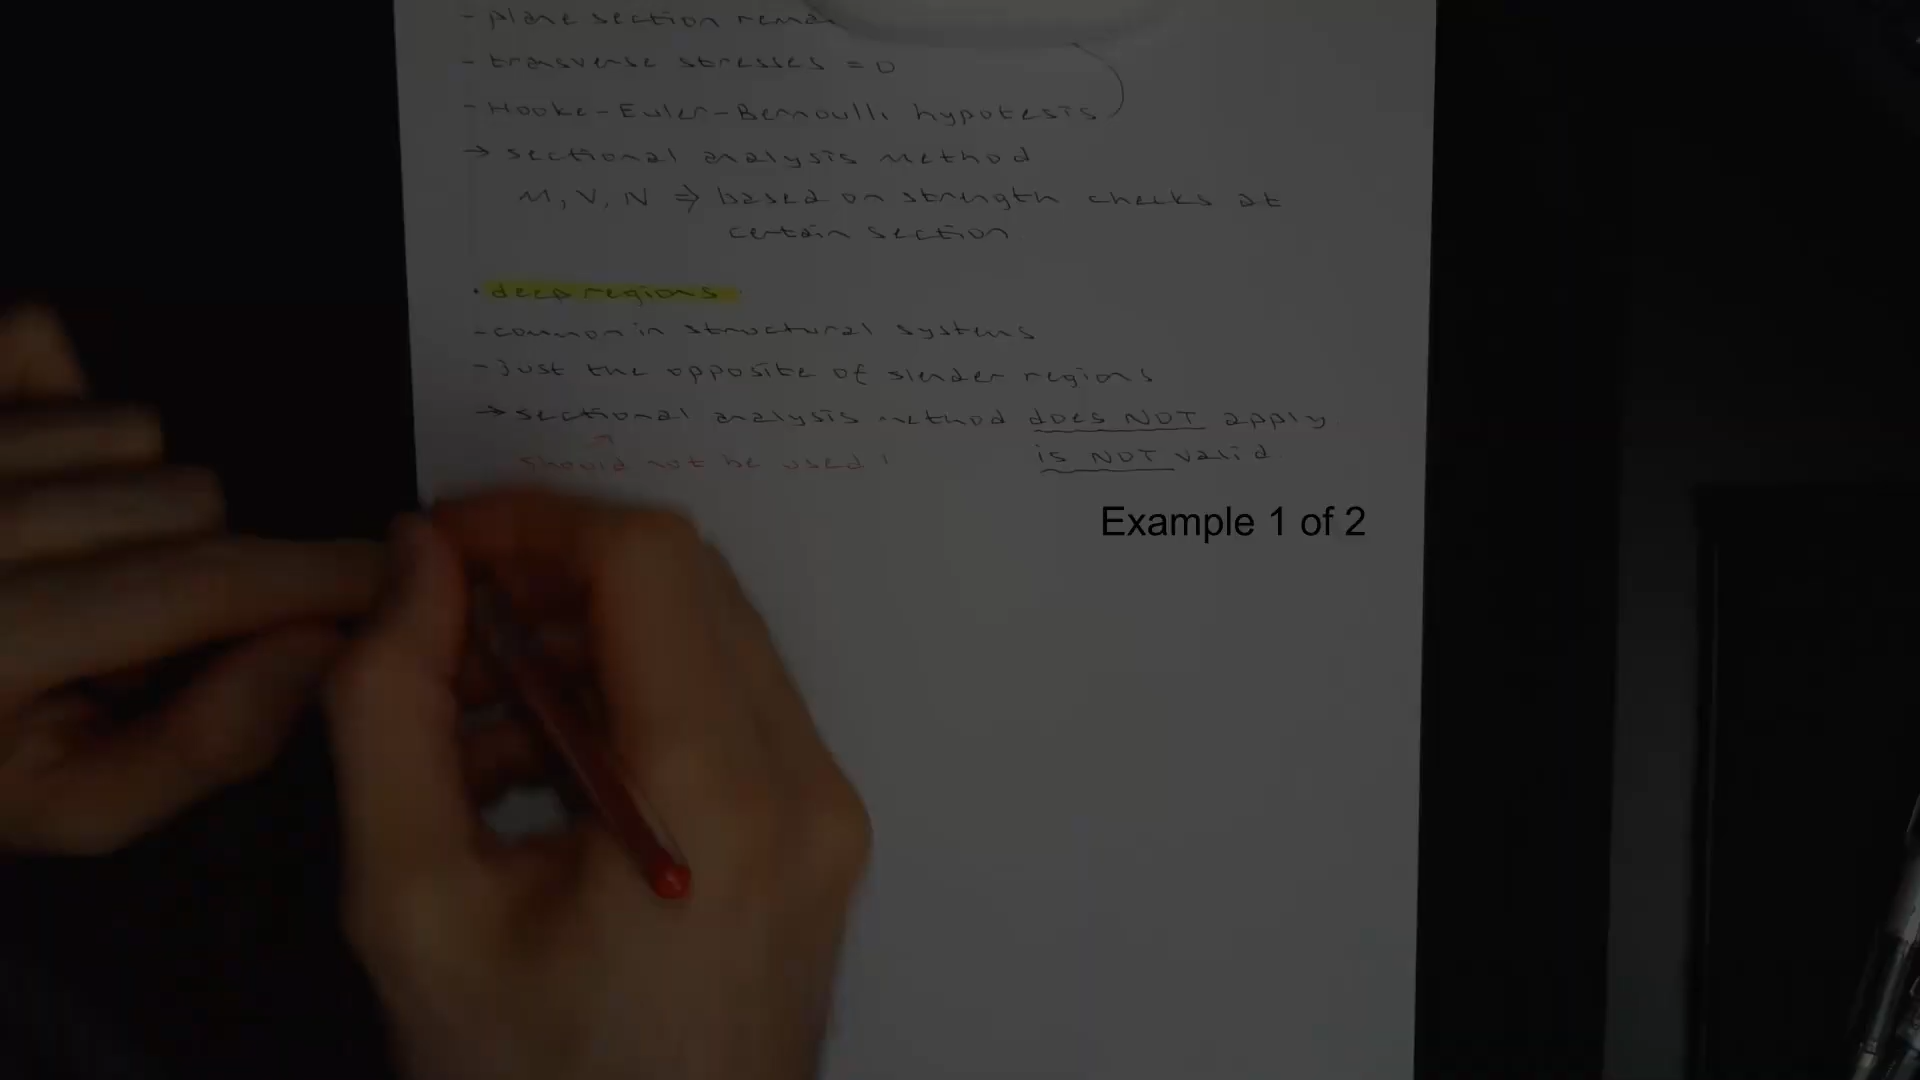 - plane section rema
- transverse stresses = 0
- Hooke-Euler-Bernoulli hypotesis
→ sectional analysis method
M, V, N ⇒ based on strength checks at
certain section
• deep regions
- common in structural systems
- Just the opposite of slender regions
→ sectional analysis method does NOT apply
should not be used! is NOT valid
Example 1 of 2